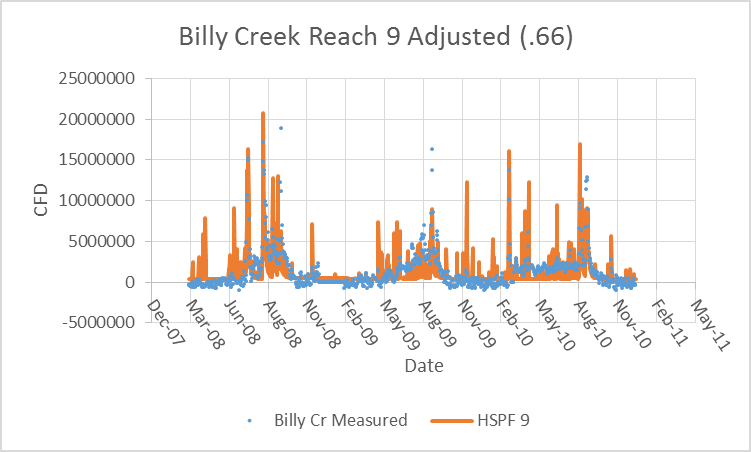 Billy Creek Reach 9 Adjusted (.66)
25000000
20000000
15000000
10000000
5000000
0
-5000000
CFD
Dec-07
Mar-08
Jun-08
Aug-08
Nov-08
Feb-09
May-09
Aug-09
Nov-09
Feb-10
May-10
Aug-10
Nov-10
Feb-11
May-11
Date
Billy Cr Measured
HSPF 9